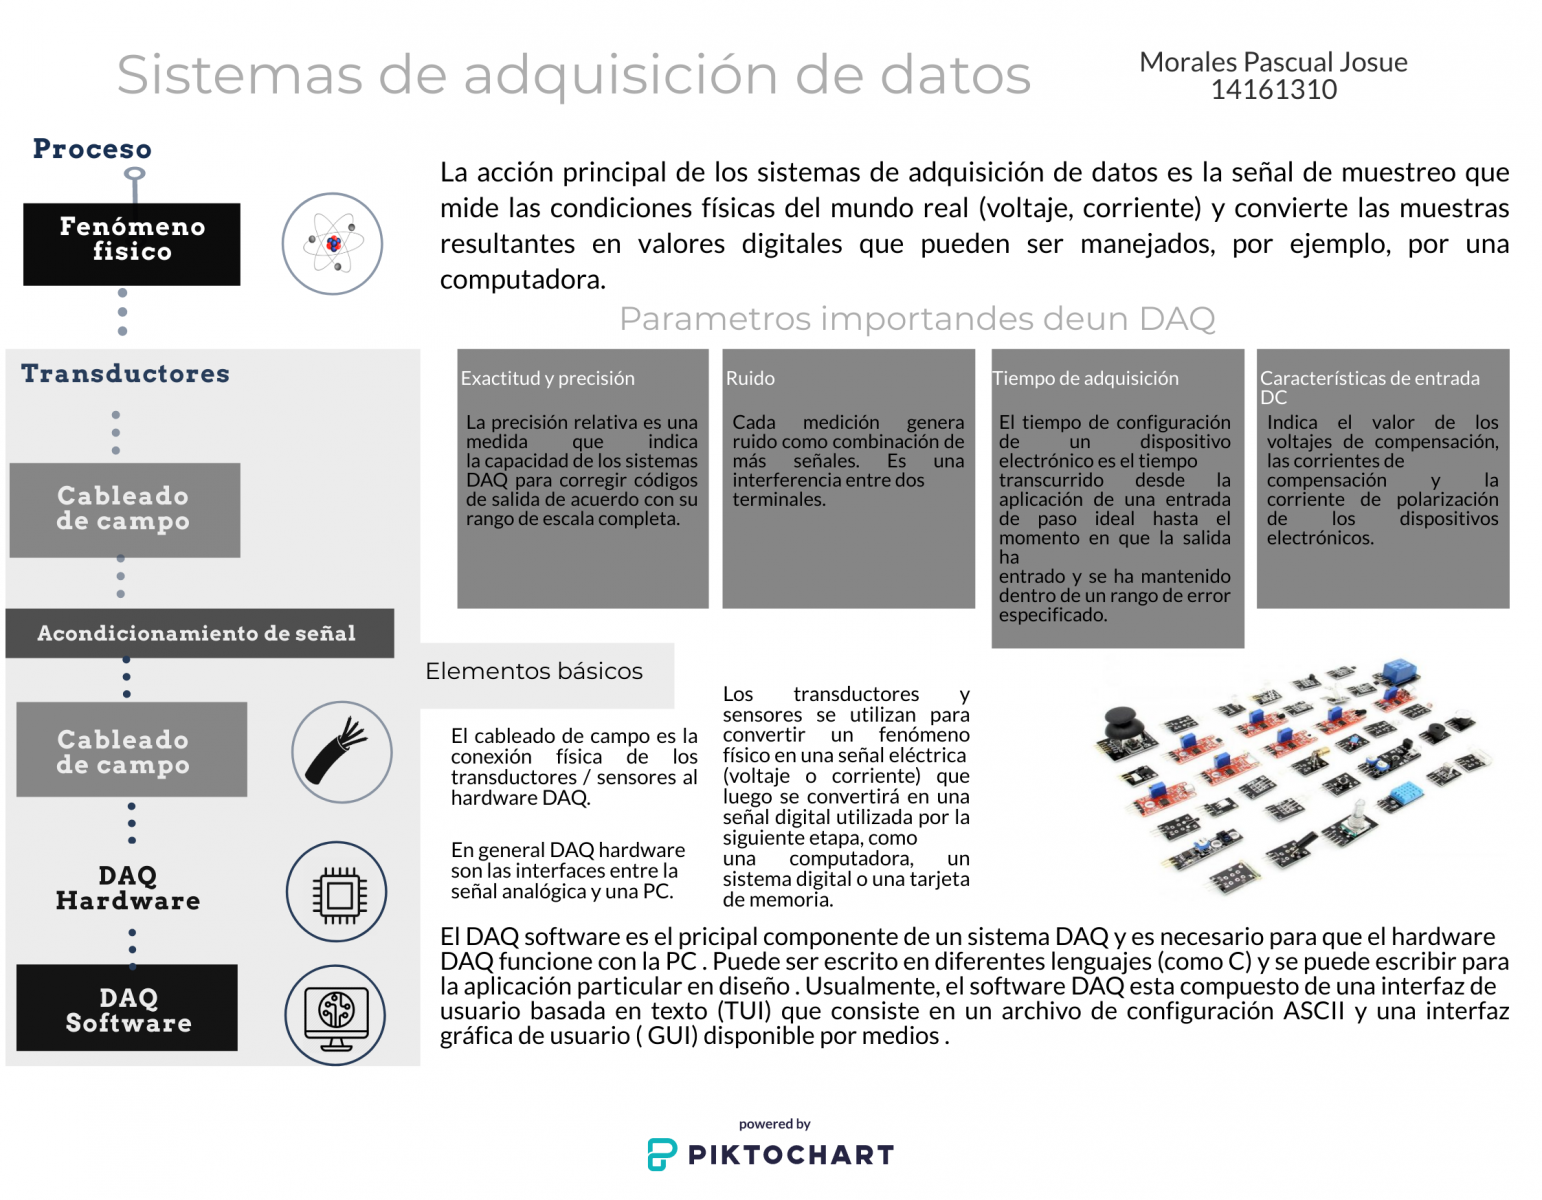 Sistemas de adquisición de datos
Morales Pascual Josue
14161310
Proceso
Fenómeno
fisico
La acción principal de los sistemas de adquisición de datos es la señal de muestreo que
mide las condiciones físicas del mundo real (voltaje, corriente) y convierte las muestras
resultantes en valores digitales que pueden ser manejados, por ejemplo, por una
computadora.
Parametros importandes deun DAQ
Transductores
Cableado
de campo
Acondicionamiento de señal
Cableado
de campo
DAQ
Hardware
DAQ
Software
Exactitud y precisión
La precisión relativa es una
medida que indica
la capacidad de los sistemas
DAQ para corregir códigos
de salida de acuerdo con su
rango de escala completa.
Ruido
Cada medición genera
ruido como combinación de
más señales. Es una
interferencia entre dos
terminales.
Tiempo de adquisición
El tiempo de configuración
de un dispositivo
electrónico es el tiempo
transcurrido desde la
aplicación de una entrada
de paso ideal hasta el
momento en que la salida
ha
entrado y se ha mantenido
dentro de un rango de error
especificado.
Características de entrada
DC
Indica el valor de los
voltajes de compensación,
las corrientes de
compensación y la
corriente de polarización
de los dispositivos
electrónicos.
Elementos básicos
El cableado de campo es la
conexión física de los
transductores / sensores al
hardware DAQ.
En general DAQ hardware
son las interfaces entre la
señal analógica y una PC.
Los transductores y
sensores se utilizan para
convertir un fenómeno
físico en una señal eléctrica
(voltaje o corriente) que
luego se convertirá en una
señal digital utilizada por la
siguiente etapa, como
una computadora, un
sistema digital o una tarjeta
de memoria.
El DAQ software es el pricipal componente de un sistema DAQ y es necesario para que el hardware
DAQ funcione con la PC . Puede ser escrito en diferentes lenguajes (como C) y se puede escribir para
la aplicación particular en diseño . Usualmente, el software DAQ esta compuesto de una interfaz de
usuario basada en texto (TUI) que consiste en un archivo de configuración ASCII y una interfaz
gráfica de usuario ( GUI) disponible por medios .
powered by
PIKTOCHART